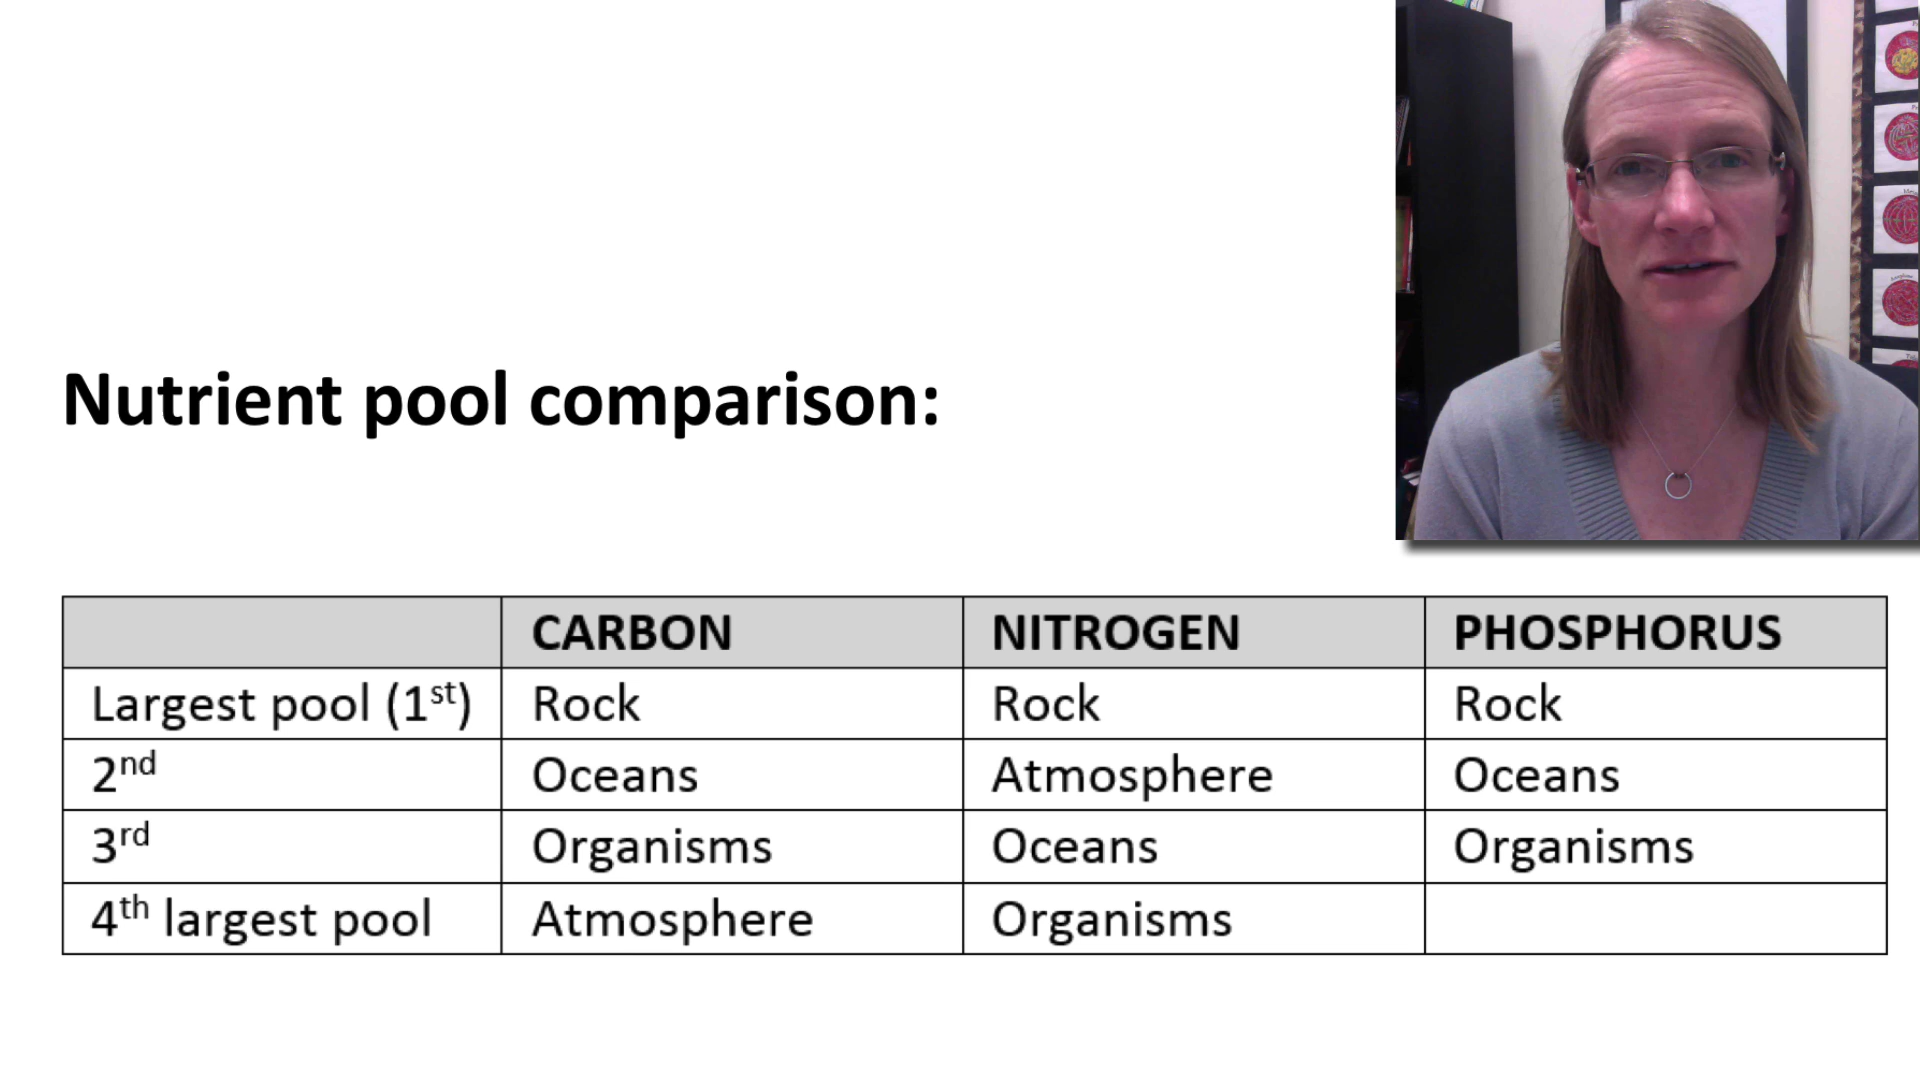 Nutrient pool comparison:
CARBON NITROGEN PHOSPHORUS
Largest pool (1st) Rock Rock Rock
2nd Oceans Atmosphere Oceans
3rd Organisms Oceans Organisms
4th largest pool Atmosphere Organisms